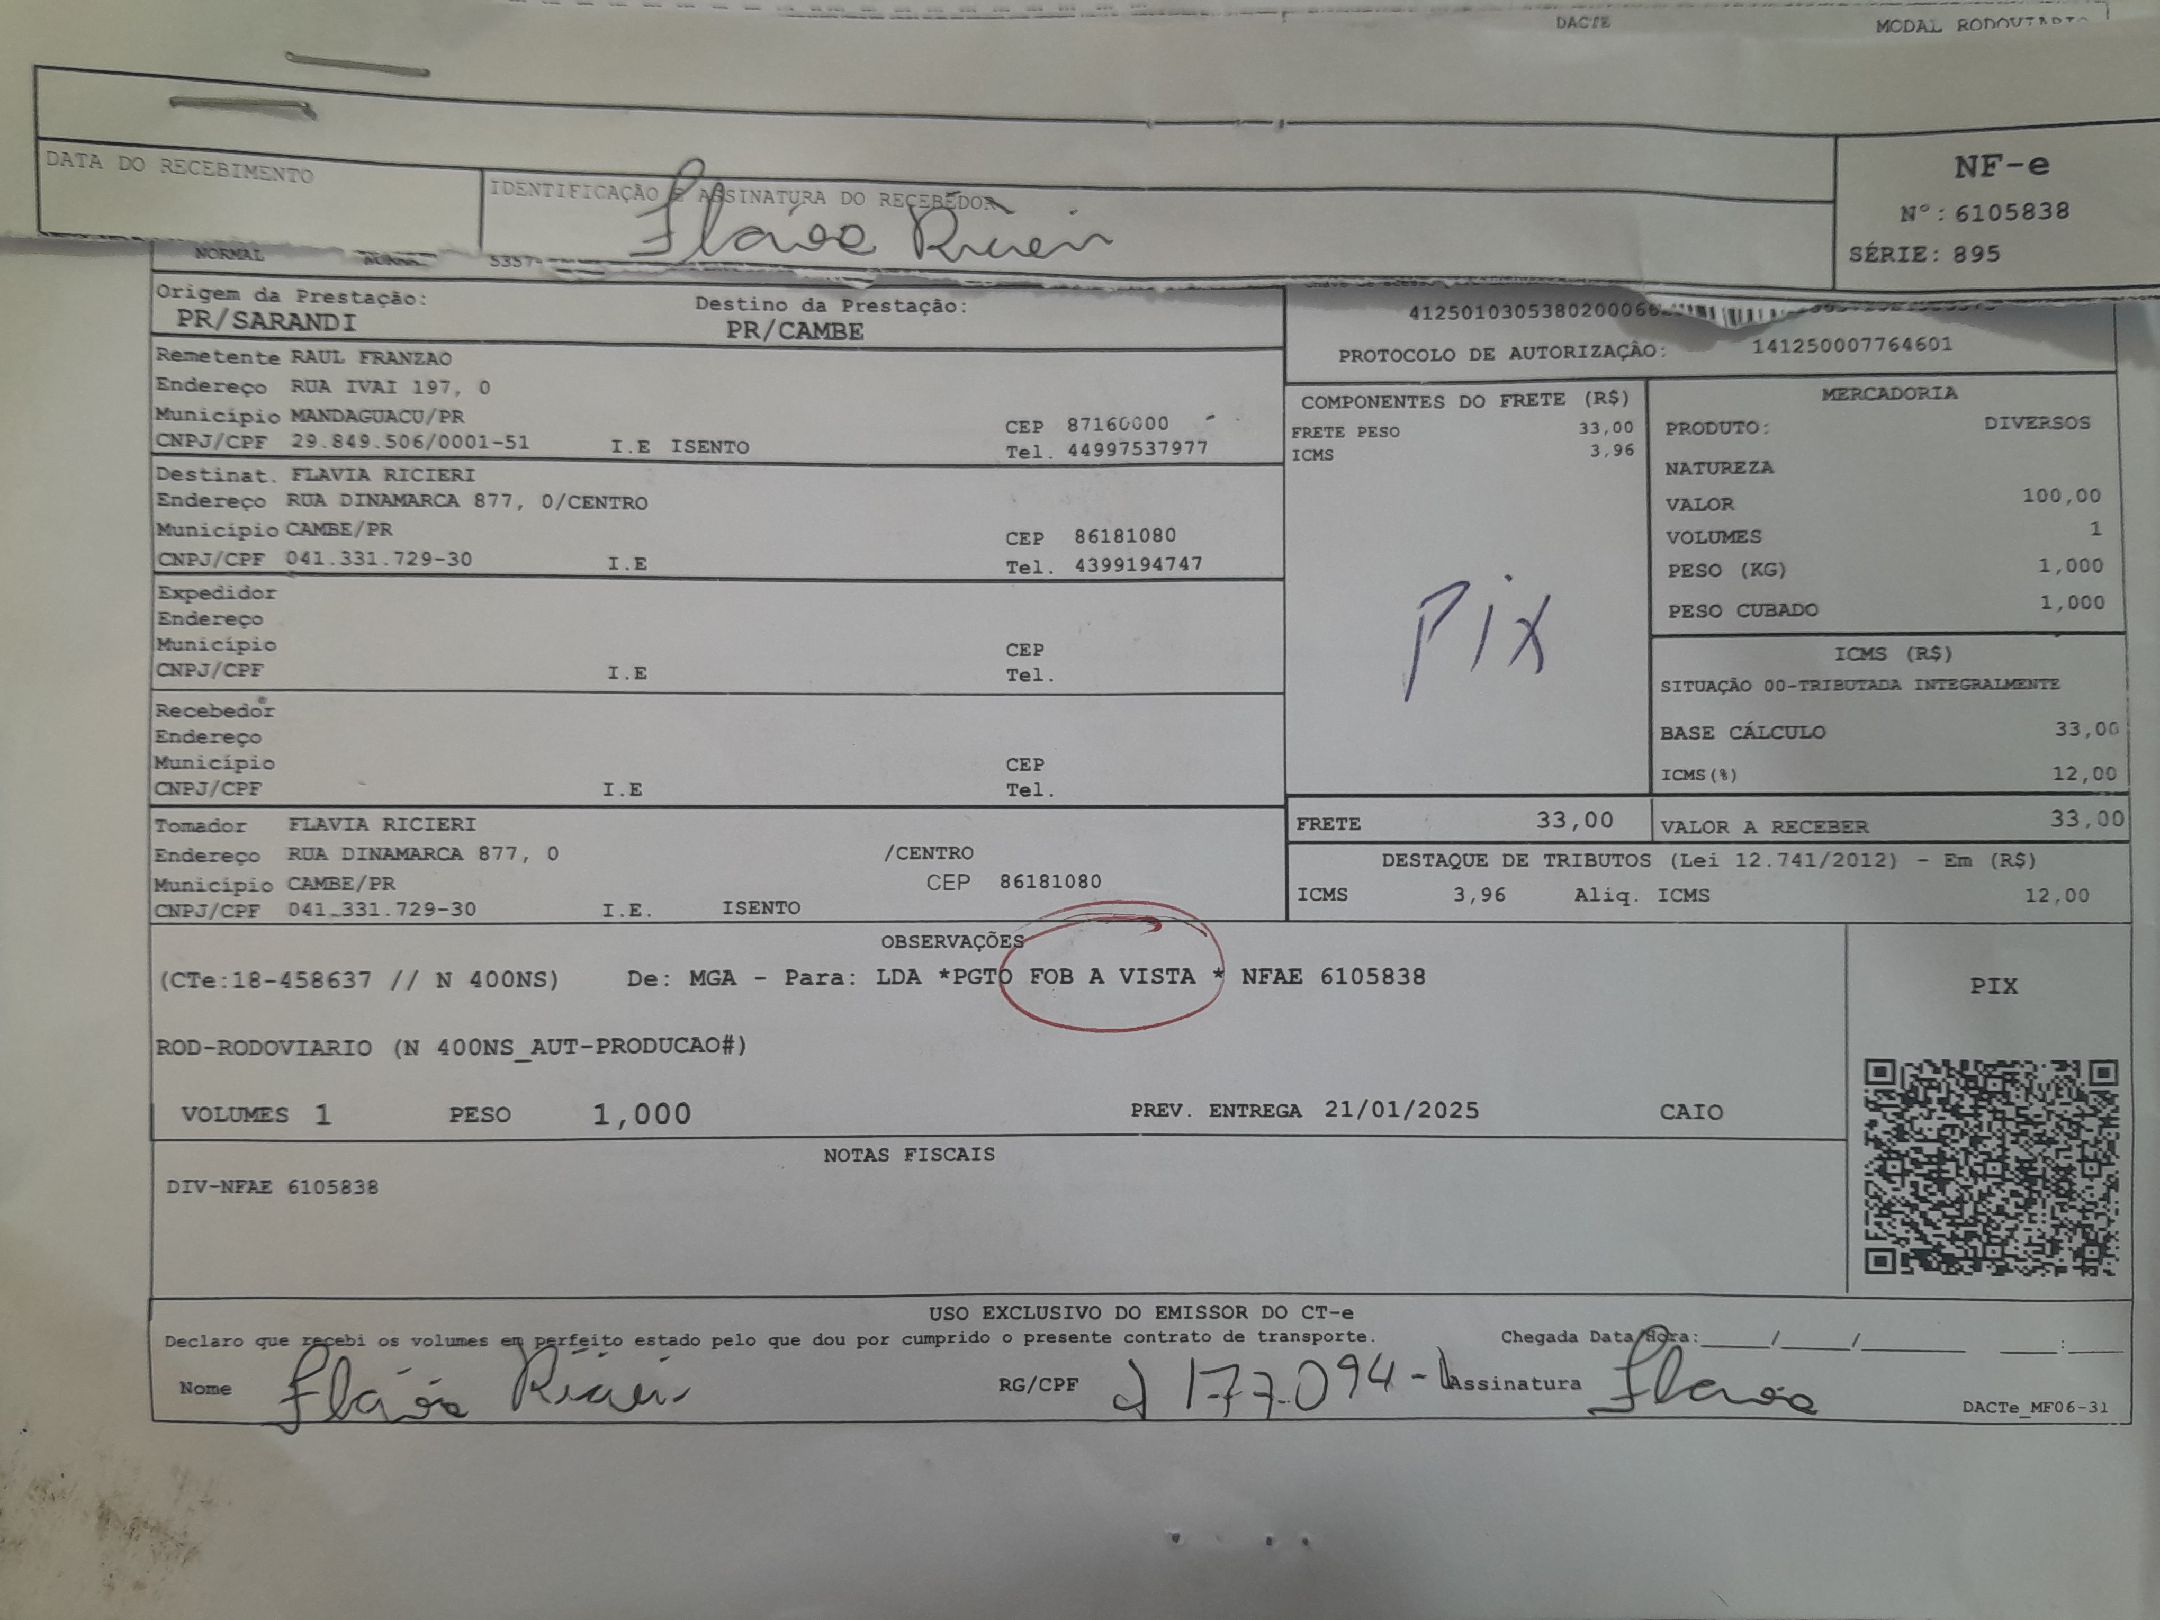 DACTE MODAL RODOVIARIO
DATA DO RECEBIMENTO
IDENTIFICAÇÃO E ASSINATURA DO RECEBEDOR
Flávia Ricieri
NF-e
Nº: 6105838
SÉRIE: 895
NORMAL
Origem da Prestação: Destino da Prestação:
PR/SARANDI PR/CAMBE
Remetente RAUL FRANZAO
Endereço RUA IVAI 197, 0
Município MANDAGUACU/PR CEP 87160000
CNPJ/CPF 29.849.506/0001-51 I.E ISENTO Tel. 44997537977
Destinat. FLAVIA RICIERI
Endereço RUA DINAMARCA 877, 0/CENTRO
Município CAMBE/PR CEP 86181080
CNPJ/CPF 041.331.729-30 I.E Tel. 4399194747
Expedidor
Endereço
Município CEP
CNPJ/CPF I.E Tel.
Recebedor
Endereço
Município CEP
CNPJ/CPF I.E Tel.
Tomador FLAVIA RICIERI
Endereço RUA DINAMARCA 877, 0 /CENTRO
Município CAMBE/PR CEP 86181080
CNPJ/CPF 041.331.729-30 I.E. ISENTO
PROTOCOLO DE AUTORIZAÇÃO: 141250007764601
COMPONENTES DO FRETE (R$)
FRETE PESO 33,00
ICMS 3,96
Pix
MERCADORIA
PRODUTO: DIVERSOS
NATUREZA
VALOR 100,00
VOLUMES 1
PESO (KG) 1,000
PESO CUBADO 1,000
ICMS (R$)
SITUAÇÃO 00-TRIBUTADA INTEGRALMENTE
BASE CÁLCULO 33,00
ICMS(%) 12,00
FRETE 33,00 VALOR A RECEBER 33,00
DESTAQUE DE TRIBUTOS (Lei 12.741/2012) - Em (R$)
ICMS 3,96 Aliq. ICMS 12,00
OBSERVAÇÕES
(CTe:18-458637 // N 400NS) De: MGA - Para: LDA *PGTO FOB A VISTA * NFAE 6105838
ROD-RODOVIARIO (N 400NS_AUT-PRODUCAO#)
VOLUMES 1 PESO 1,000 PREV. ENTREGA 21/01/2025 CAIO
PIX
NOTAS FISCAIS
DIV-NFAE 6105838
USO EXCLUSIVO DO EMISSOR DO CT-e
Declaro que recebi os volumes em perfeito estado pelo que dou por cumprido o presente contrato de transporte. Chegada Data/Hora:____/____/______ ___:___
Nome Flávia Ricieri RG/CPF Assinatura Flávia
DACTe_MF06-31